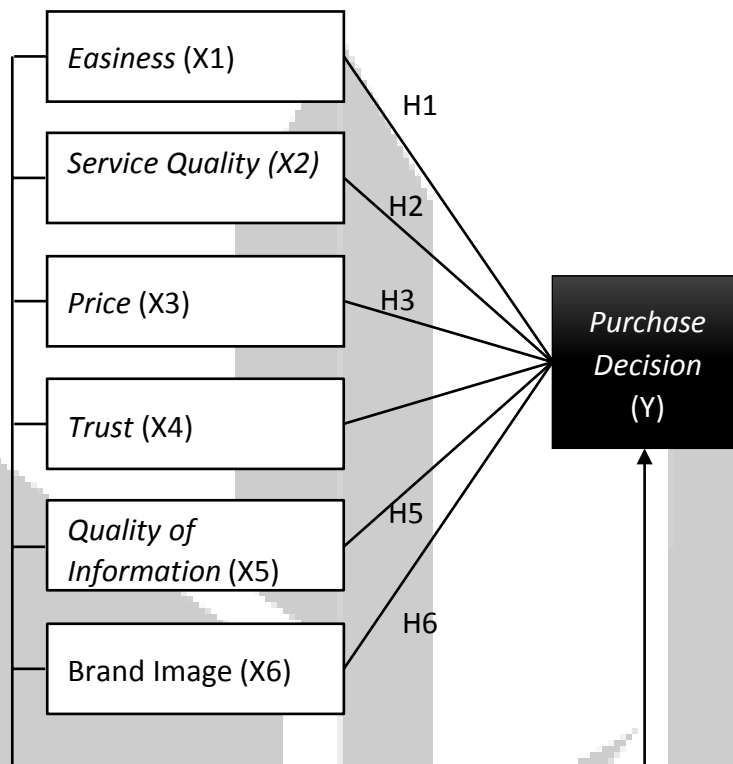 Easiness (X1)
H1
Service Quality (X2)
H2
Price (X3)
H3
Purchase
Decision
(Y)
Trust (X4)
Quality of
Information (X5)
H5
Brand Image (X6)
H6